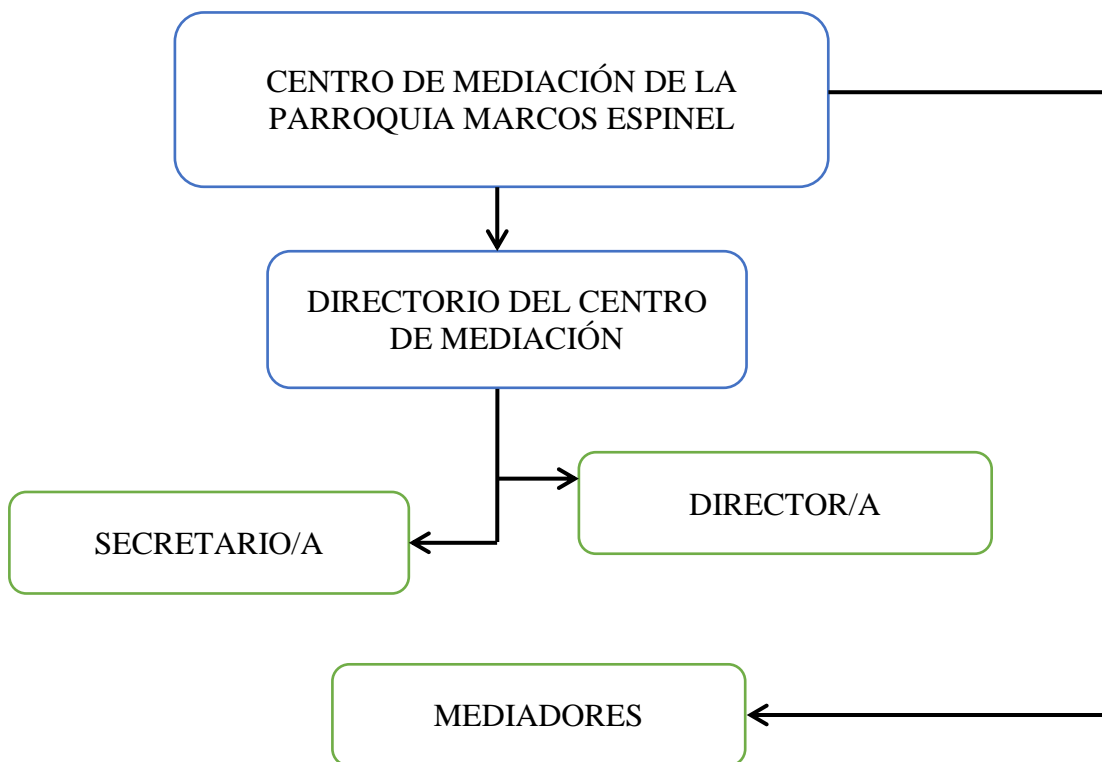 CENTRO DE MEDIACIÓN DE LA
PARROQUIA MARCOS ESPINEL
DIRECTORIO DEL CENTRO
DE MEDIACIÓN
DIRECTOR/A
SECRETARIO/A
MEDIADORES